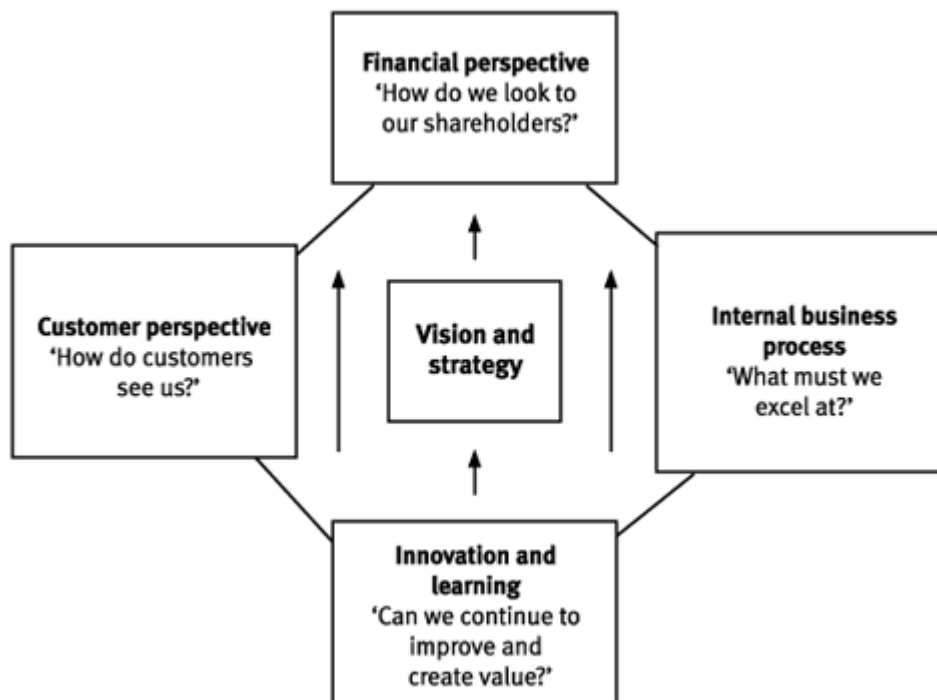 Financial perspective
‘How do we look to
our shareholders?’
Customer perspective
‘How do customers
see us?’
Vision and
strategy
Internal business
process
‘What must we
excel at?’
Innovation and
learning
‘Can we continue to
improve and
create value?’